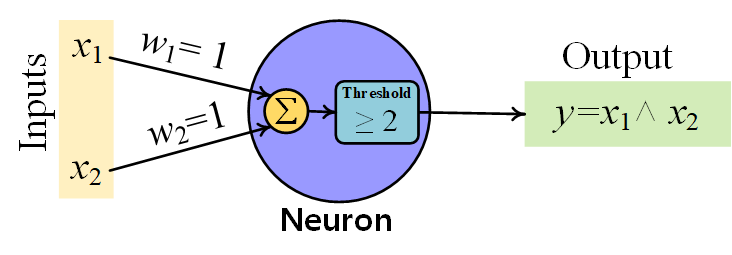 Inputs
x₁
x₂
w₁= 1
w₂=1
Σ
Threshold
≥ 2
Neuron
Output
y=x₁∧ x₂